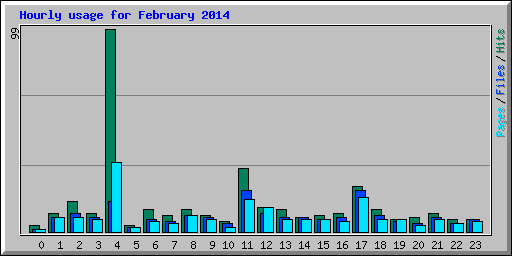 Hourly usage for February 2014
99
Pages/Files/Hits
0 1 2 3 4 5 6 7 8 9 10 11 12 13 14 15 16 17 18 19 20 21 22 23